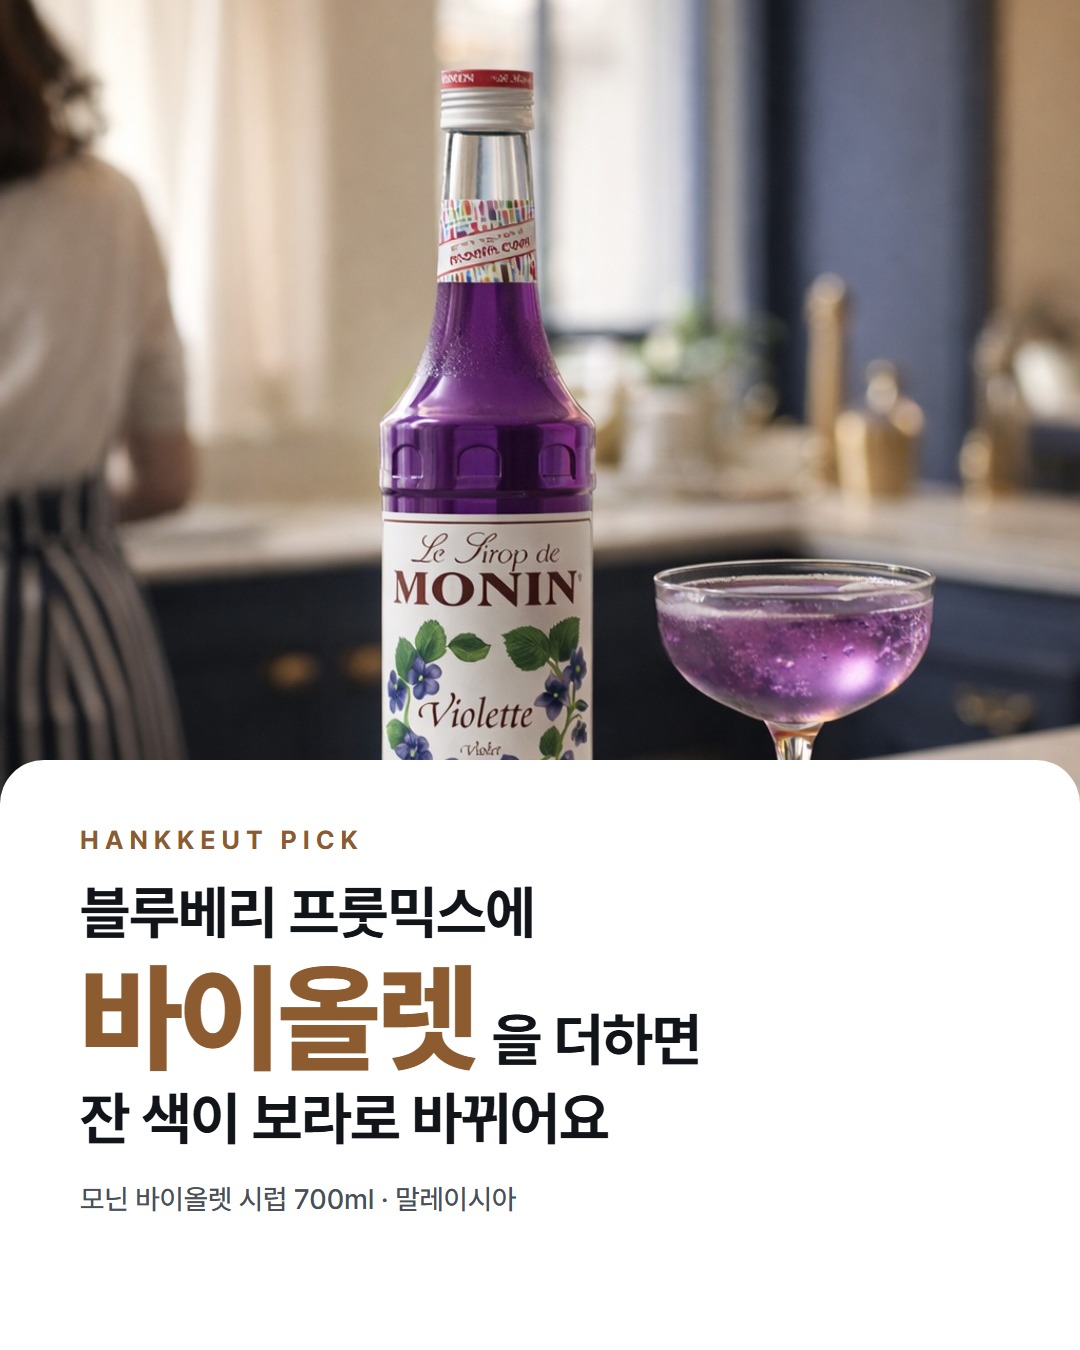 Le Sirop de
MONIN
Violette
Violet
HANKKEUT PICK
블루베리 프룻믹스에
바이올렛 을 더하면
잔 색이 보라로 바뀌어요
모닌 바이올렛 시럽 700ml · 말레이시아